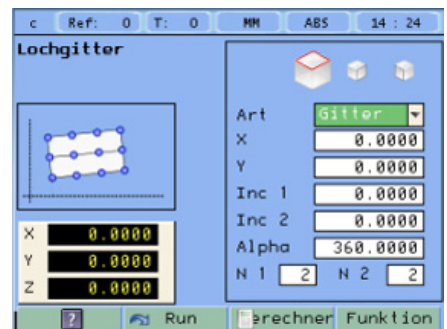 c Ref: 0 T: 0 MM ABS 14 : 24
Lochgitter
Art Gitter
X 0.0000
Y 0.0000
Inc 1 0.0000
Inc 2 0.0000
Alpha 360.0000
N 1 2 N 2 2
X 0.0000
Y 0.0000
Z 0.0000
? Run erechner Funktion